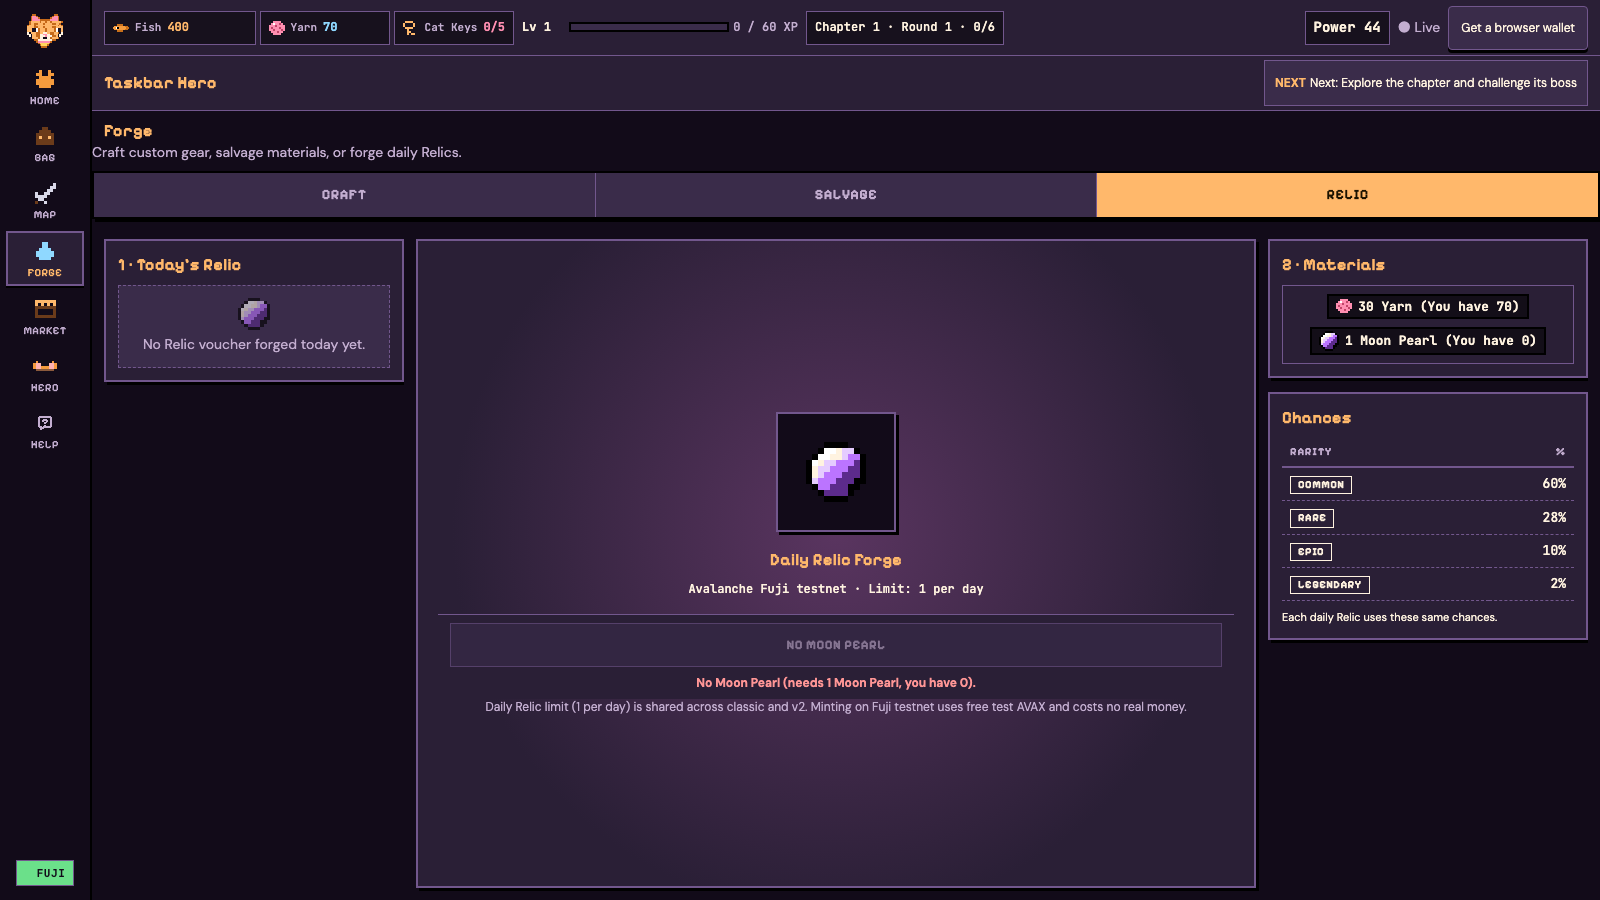 Fish 400
Yarn 70
Cat Keys 0/5
Lv 1
0 / 60 XP
Chapter 1 · Round 1 · 0/6
Power 44
Live
Get a browser wallet
HOME
BAG
MAP
FORGE
MARKET
HERO
HELP
FUJI
Taskbar Hero
NEXT Next: Explore the chapter and challenge its boss
Forge
Craft custom gear, salvage materials, or forge daily Relics.
CRAFT
SALVAGE
RELIC
1 · Today's Relic
No Relic voucher forged today yet.
Daily Relic Forge
Avalanche Fuji testnet · Limit: 1 per day
NO MOON PEARL
No Moon Pearl (needs 1 Moon Pearl, you have 0).
Daily Relic limit (1 per day) is shared across classic and v2. Minting on Fuji testnet uses free test AVAX and costs no real money.
2 · Materials
30 Yarn (You have 70)
1 Moon Pearl (You have 0)
Chances
RARITY %
COMMON 60%
RARE 28%
EPIC 10%
LEGENDARY 2%
Each daily Relic uses these same chances.